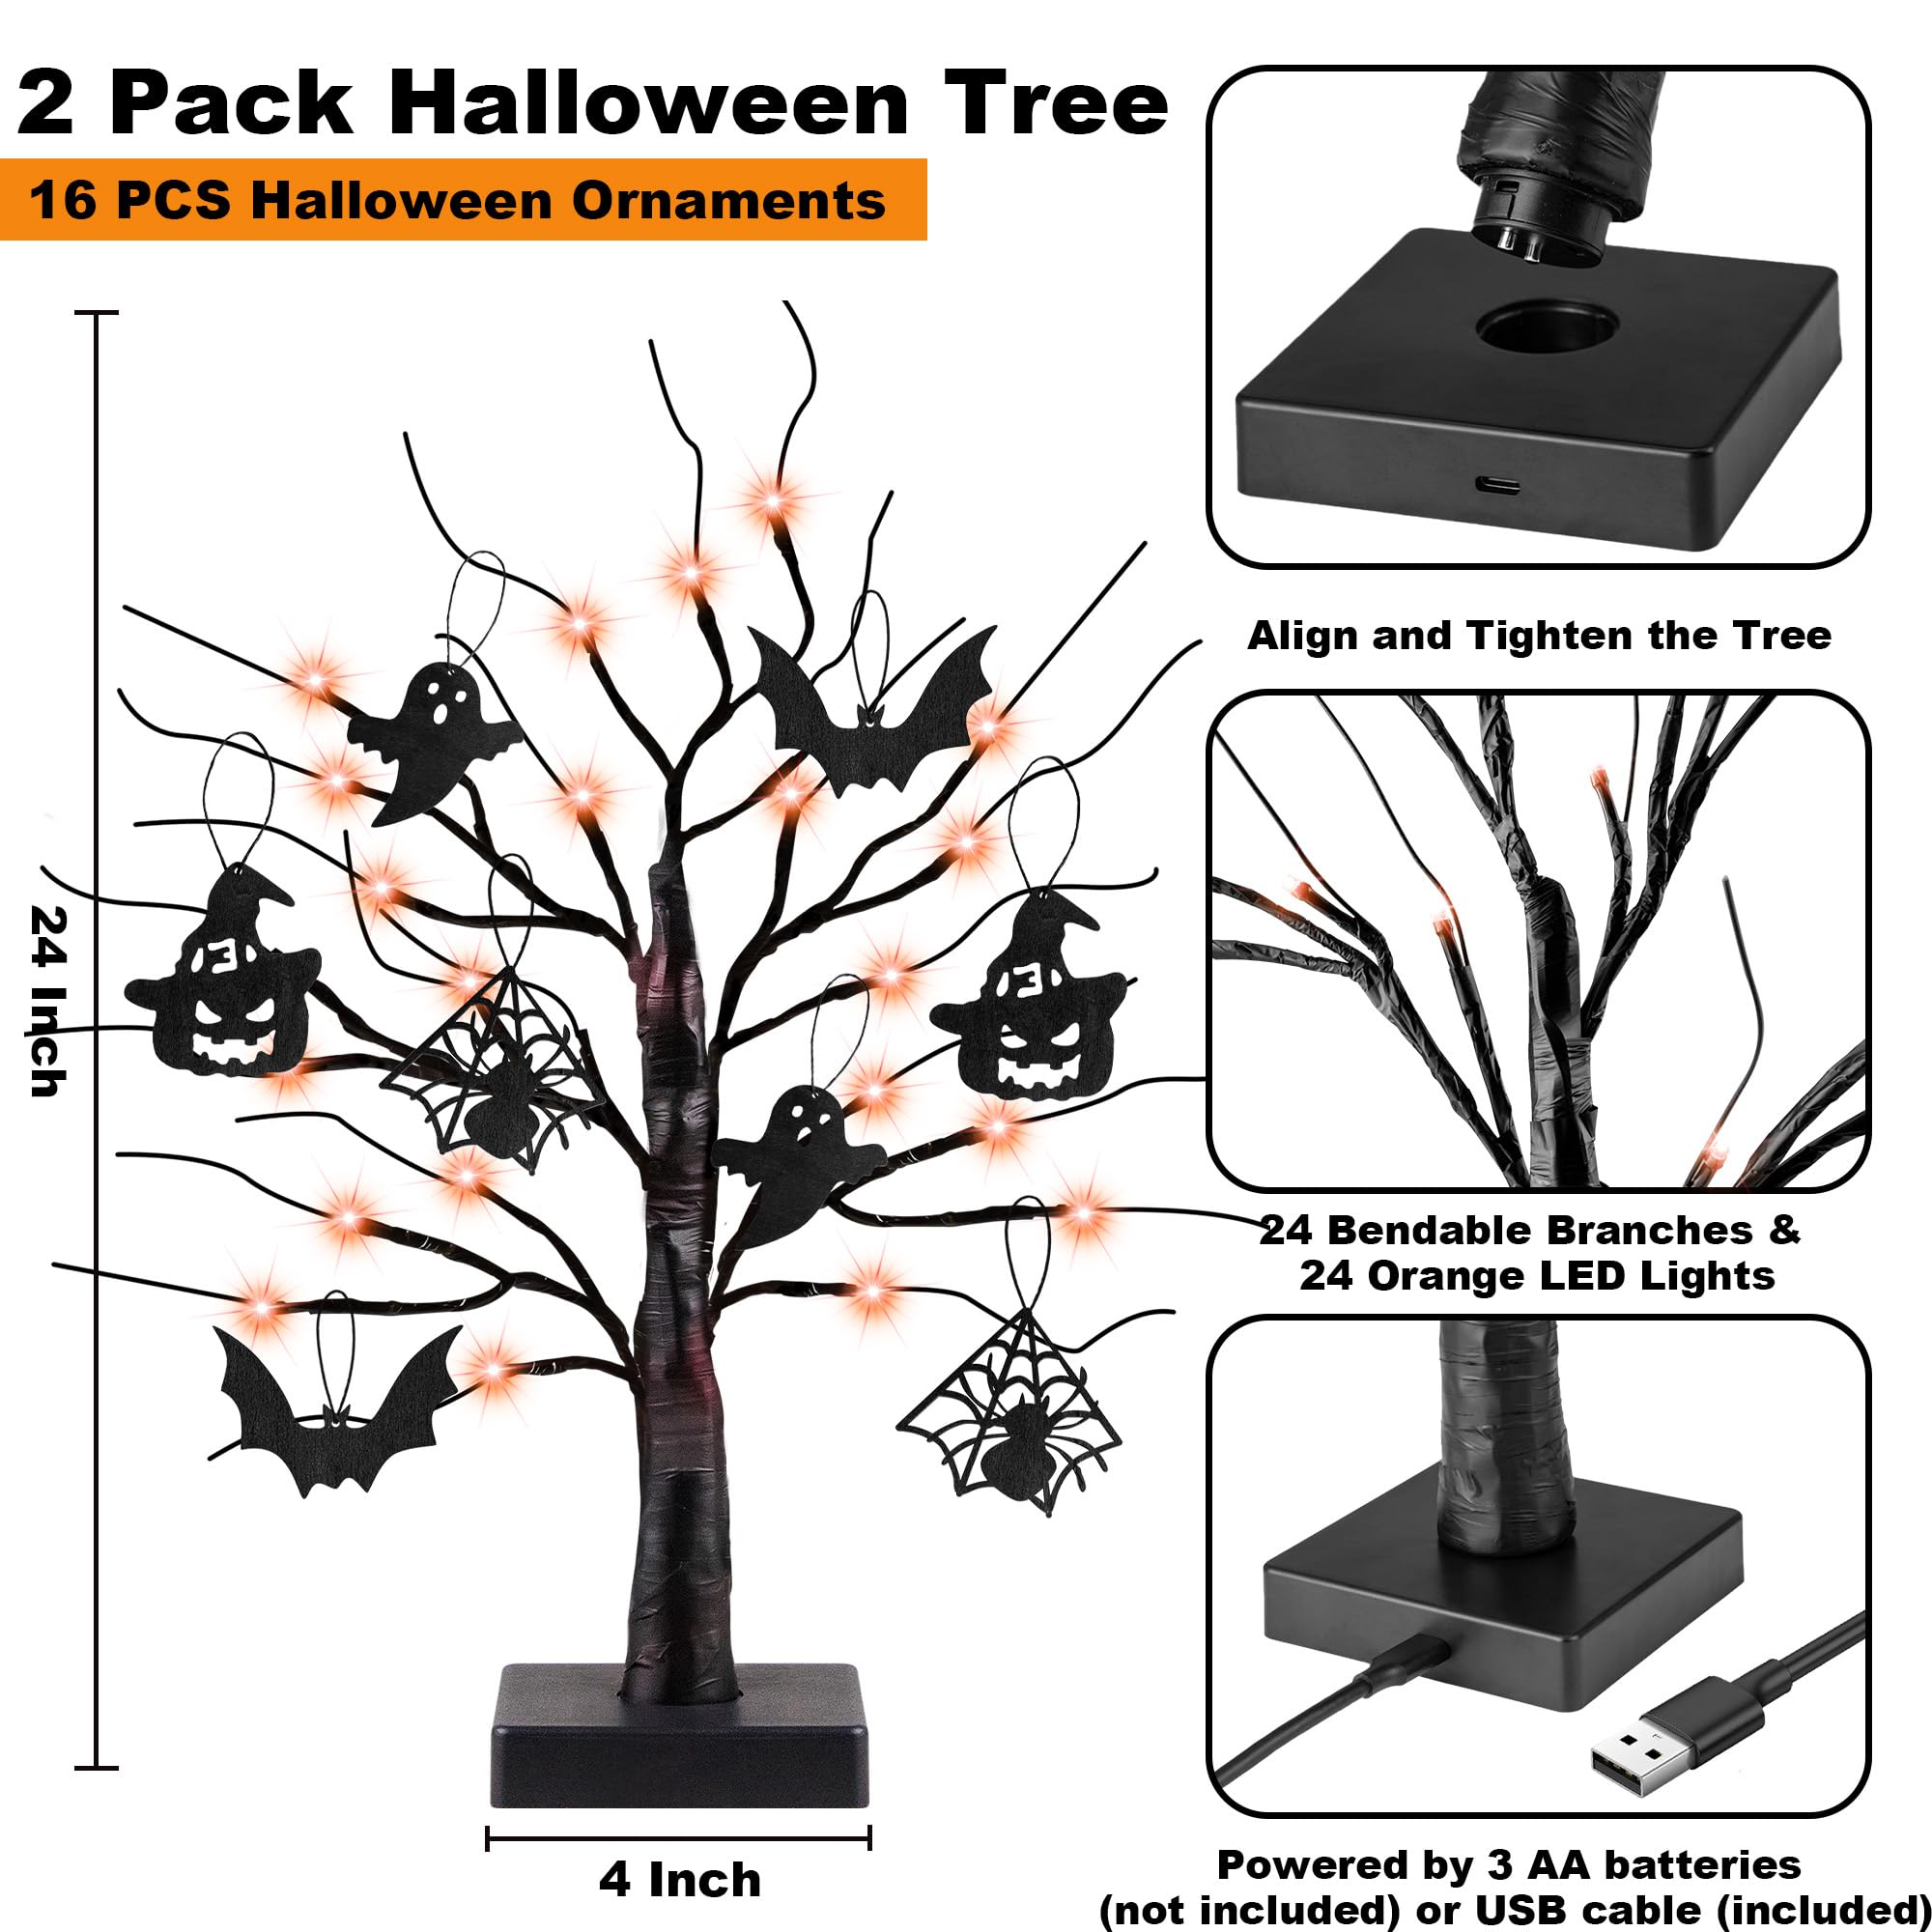 2 Pack Halloween Tree
16 PCS Halloween Ornaments
24 Inch
4 Inch
Align and Tighten the Tree
24 Bendable Branches &
24 Orange LED Lights
Powered by 3 AA batteries
(not included) or USB cable (included)